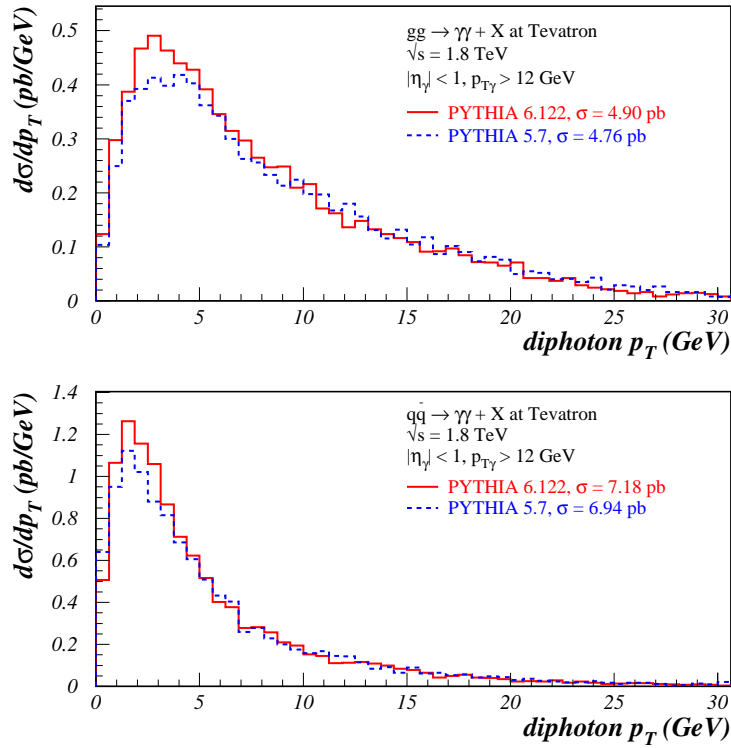 dσ/dp_T (pb/GeV)
0.5
0.4
0.3
0.2
0.1
0
gg → γγ + X at Tevatron
√s = 1.8 TeV
|η_γ| < 1, p_Tγ > 12 GeV
PYTHIA 6.122, σ = 4.90 pb
PYTHIA 5.7, σ = 4.76 pb
0 5 10 15 20 25 30
diphoton p_T (GeV)
dσ/dp_T (pb/GeV)
1.4
1.2
1
0.8
0.6
0.4
0.2
0
qq̄ → γγ + X at Tevatron
√s = 1.8 TeV
|η_γ| < 1, p_Tγ > 12 GeV
PYTHIA 6.122, σ = 7.18 pb
PYTHIA 5.7, σ = 6.94 pb
0 5 10 15 20 25 30
diphoton p_T (GeV)